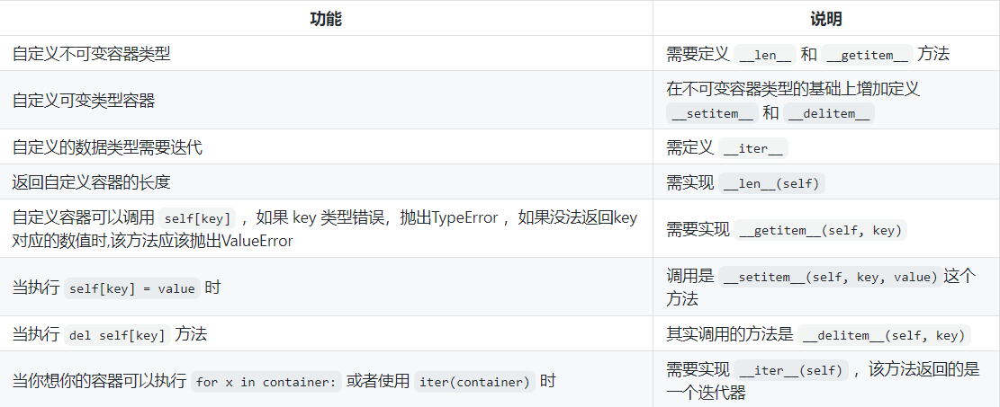 功能 说明
自定义不可变容器类型 需要定义 __len__ 和 __getitem__ 方法
自定义可变类型容器 在不可变容器类型的基础上增加定义
__setitem__ 和 __delitem__
自定义的数据类型需要迭代 需定义 __iter__
返回自定义容器的长度 需实现 __len__(self)
自定义容器可以调用 self[key] ，如果 key 类型错误，抛出TypeError ，如果没法返回key
对应的数值时,该方法应该抛出ValueError
需要实现 __getitem__(self, key)
当执行 self[key] = value 时
调用是 __setitem__(self, key, value)这个
方法
当执行 del self[key] 方法 其实调用的方法是 __delitem__(self, key)
当你想你的容器可以执行 for x in container: 或者使用 iter(container) 时
需要实现 __iter__(self) ，该方法返回的是
一个迭代器